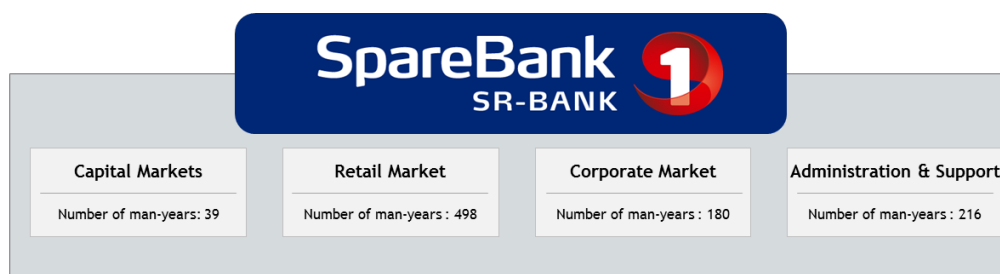 SpareBank 1
SR-BANK
Capital Markets
Number of man-years: 39
Retail Market
Number of man-years : 498
Corporate Market
Number of man-years : 180
Administration & Support
Number of man-years : 216